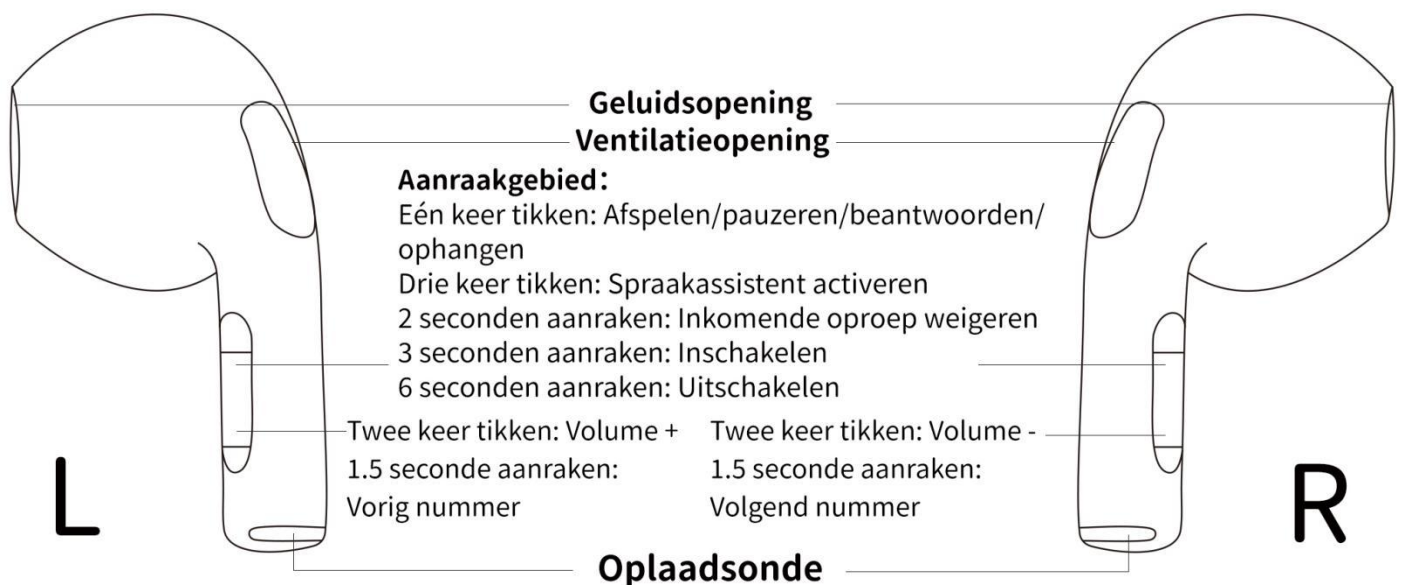 Geluidsopening
Ventilatieopening
Aanraakgebied:
Eén keer tikken: Afspelen/pauzeren/beantwoorden/
ophangen
Drie keer tikken: Spraakassistent activeren
2 seconden aanraken: Inkomende oproep weigeren
3 seconden aanraken: Inschakelen
6 seconden aanraken: Uitschakelen
Twee keer tikken: Volume +
1.5 seconde aanraken:
Vorig nummer
Twee keer tikken: Volume -
1.5 seconde aanraken:
Volgend nummer
L
R
Oplaadsonde